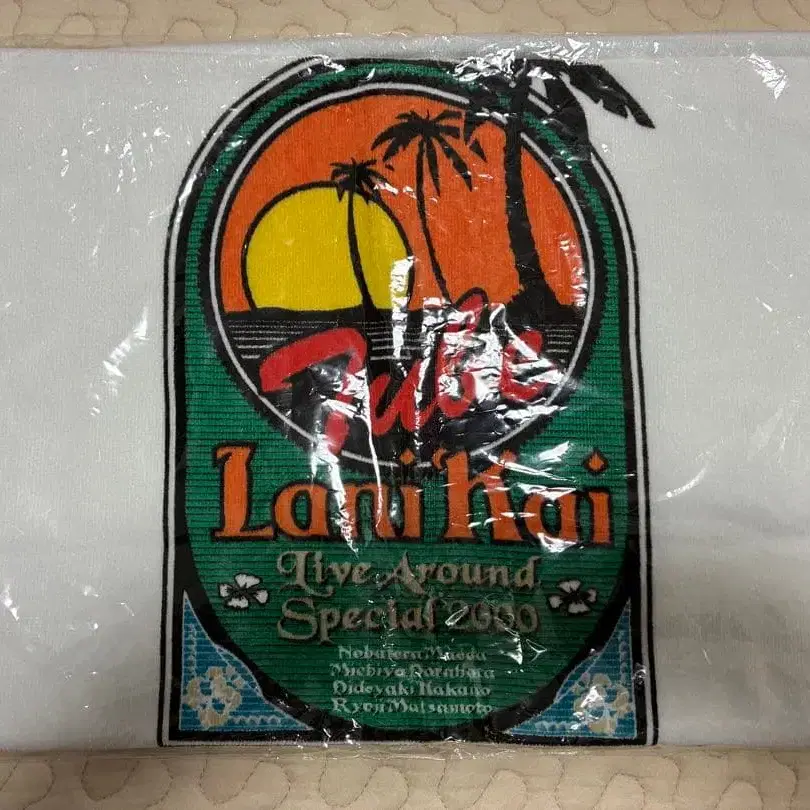 Tube
Lani Kai
Live Around
Special 2000
Nobuteru Maeda
Michiya Haruhata
Hideyuki Kakuno
Ryoji Matsumoto